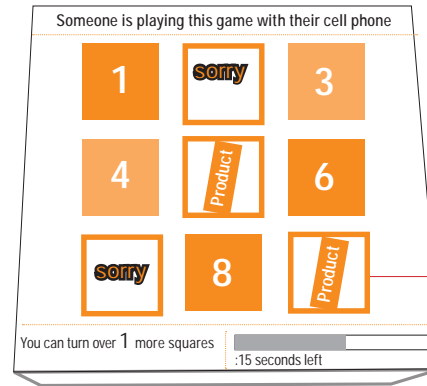 Someone is playing this game with their cell phone
1 sorry 3
4 Product 6
sorry 8 Product
You can turn over 1 more squares
:15 seconds left